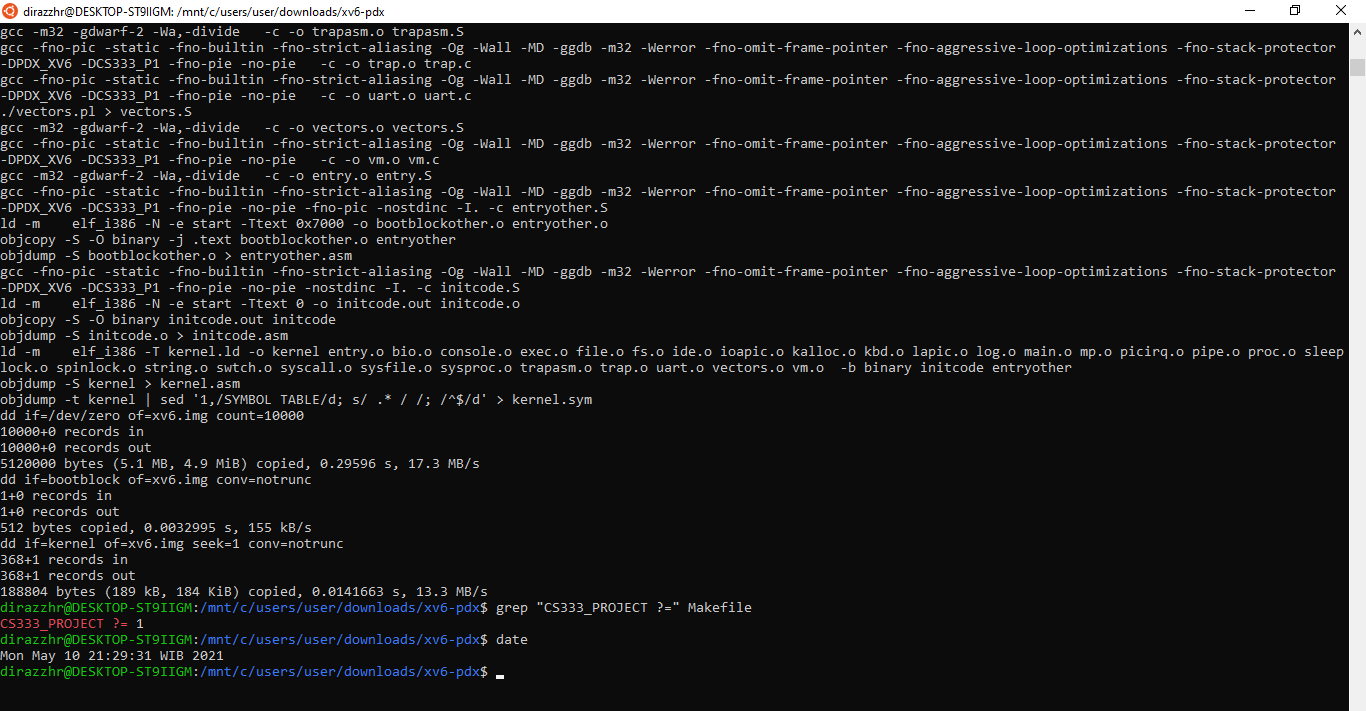 dirazzhr@DESKTOP-ST9IIGM: /mnt/c/users/user/downloads/xv6-pdx
gcc -m32 -gdwarf-2 -Wa,-divide   -c -o trapasm.o trapasm.S
gcc -fno-pic -static -fno-builtin -fno-strict-aliasing -Og -Wall -MD -ggdb -m32 -Werror -fno-omit-frame-pointer -fno-aggressive-loop-optimizations -fno-stack-protector
-DPDX_XV6 -DCS333_P1 -fno-pie -no-pie   -c -o trap.o trap.c
gcc -fno-pic -static -fno-builtin -fno-strict-aliasing -Og -Wall -MD -ggdb -m32 -Werror -fno-omit-frame-pointer -fno-aggressive-loop-optimizations -fno-stack-protector
-DPDX_XV6 -DCS333_P1 -fno-pie -no-pie   -c -o uart.o uart.c
./vectors.pl > vectors.S
gcc -m32 -gdwarf-2 -Wa,-divide   -c -o vectors.o vectors.S
gcc -fno-pic -static -fno-builtin -fno-strict-aliasing -Og -Wall -MD -ggdb -m32 -Werror -fno-omit-frame-pointer -fno-aggressive-loop-optimizations -fno-stack-protector
-DPDX_XV6 -DCS333_P1 -fno-pie -no-pie   -c -o vm.o vm.c
gcc -m32 -gdwarf-2 -Wa,-divide   -c -o entry.o entry.S
gcc -fno-pic -static -fno-builtin -fno-strict-aliasing -Og -Wall -MD -ggdb -m32 -Werror -fno-omit-frame-pointer -fno-aggressive-loop-optimizations -fno-stack-protector
-DPDX_XV6 -DCS333_P1 -fno-pie -no-pie -fno-pic -nostdinc -I. -c entryother.S
ld -m    elf_i386 -N -e start -Ttext 0x7000 -o bootblockother.o entryother.o
objcopy -S -O binary -j .text bootblockother.o entryother
objdump -S bootblockother.o > entryother.asm
gcc -fno-pic -static -fno-builtin -fno-strict-aliasing -Og -Wall -MD -ggdb -m32 -Werror -fno-omit-frame-pointer -fno-aggressive-loop-optimizations -fno-stack-protector
-DPDX_XV6 -DCS333_P1 -fno-pie -no-pie -nostdinc -I. -c initcode.S
ld -m    elf_i386 -N -e start -Ttext 0 -o initcode.out initcode.o
objcopy -S -O binary initcode.out initcode
objdump -S initcode.o > initcode.asm
ld -m    elf_i386 -T kernel.ld -o kernel entry.o bio.o console.o exec.o file.o fs.o ide.o ioapic.o kalloc.o kbd.o lapic.o log.o main.o mp.o picirq.o pipe.o proc.o sleep
lock.o spinlock.o string.o swtch.o syscall.o sysfile.o sysproc.o trapasm.o trap.o uart.o vectors.o vm.o  -b binary initcode entryother
objdump -S kernel > kernel.asm
objdump -t kernel | sed '1,/SYMBOL TABLE/d; s/ .* / /; /^$/d' > kernel.sym
dd if=/dev/zero of=xv6.img count=10000
10000+0 records in
10000+0 records out
5120000 bytes (5.1 MB, 4.9 MiB) copied, 0.29596 s, 17.3 MB/s
dd if=bootblock of=xv6.img conv=notrunc
1+0 records in
1+0 records out
512 bytes copied, 0.0032995 s, 155 kB/s
dd if=kernel of=xv6.img seek=1 conv=notrunc
368+1 records in
368+1 records out
188804 bytes (189 kB, 184 KiB) copied, 0.0141663 s, 13.3 MB/s
dirazzhr@DESKTOP-ST9IIGM:/mnt/c/users/user/downloads/xv6-pdx$ grep "CS333_PROJECT ?=" Makefile
CS333_PROJECT ?= 1
dirazzhr@DESKTOP-ST9IIGM:/mnt/c/users/user/downloads/xv6-pdx$ date
Mon May 10 21:29:31 WIB 2021
dirazzhr@DESKTOP-ST9IIGM:/mnt/c/users/user/downloads/xv6-pdx$